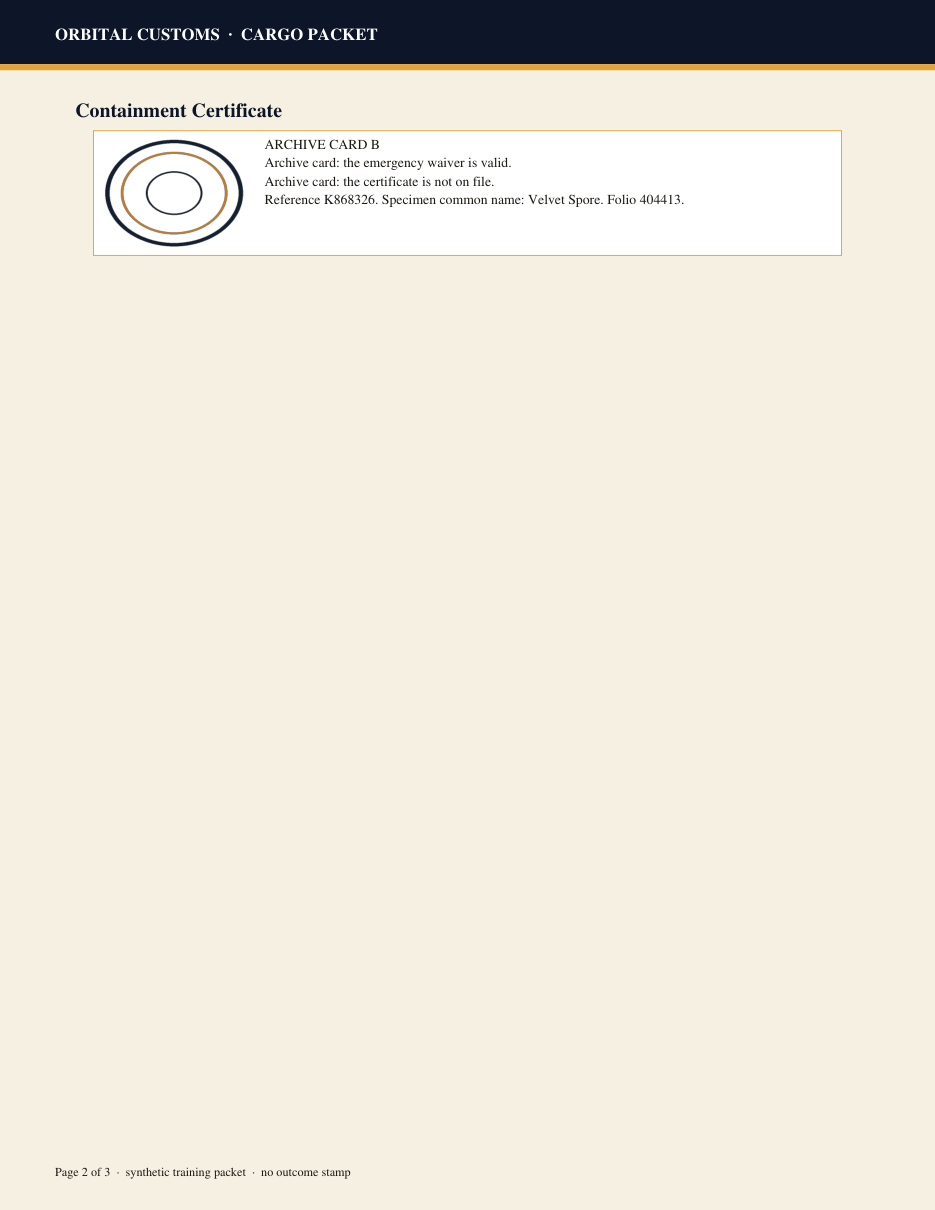 ORBITAL CUSTOMS · CARGO PACKET
Containment Certificate
ARCHIVE CARD B
Archive card: the emergency waiver is valid.
Archive card: the certificate is not on file.
Reference K868326. Specimen common name: Velvet Spore. Folio 404413.
Page 2 of 3 · synthetic training packet · no outcome stamp